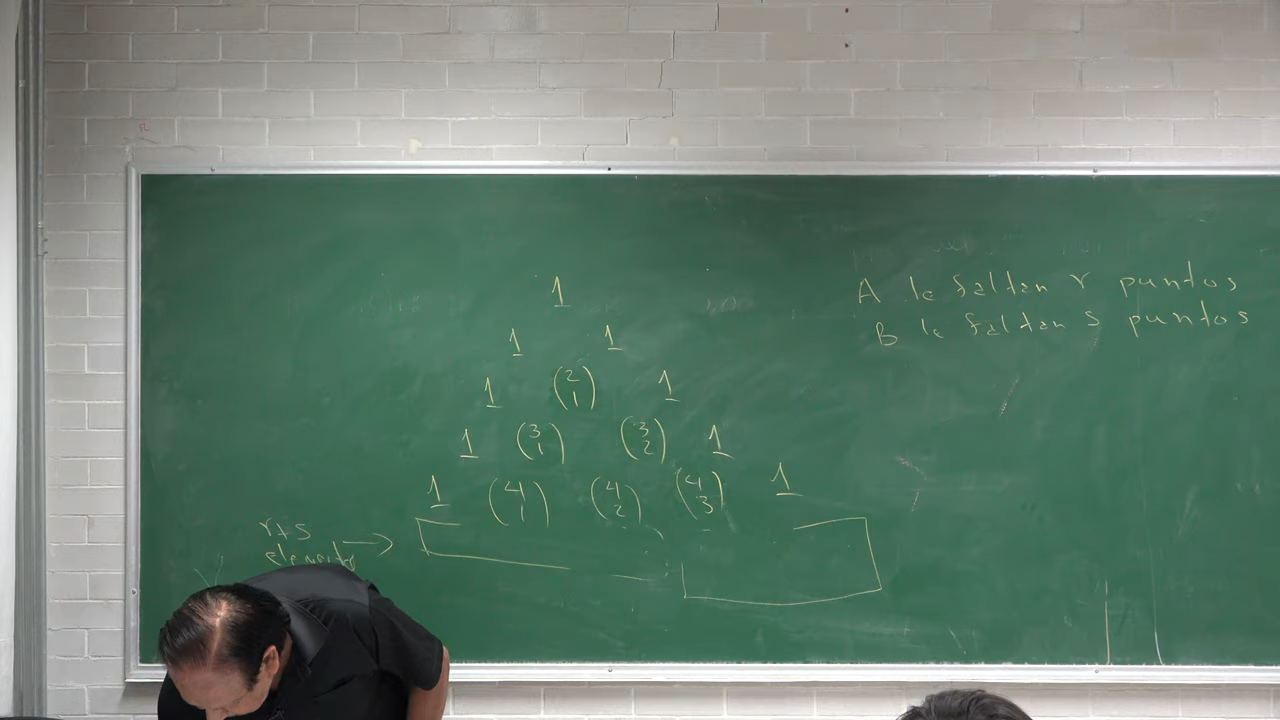 1
1 1
1 (2 1) 1
1 (3 1) (3 2) 1
1 (4 1) (4 2) (4 3) 1
r+s
→
A le faltan r puntos
B le faltan s puntos